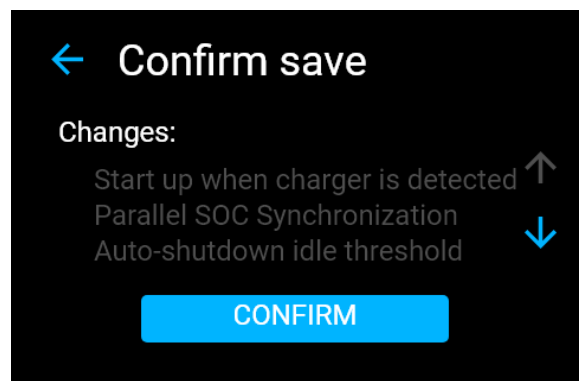 Confirm save
Changes:
Start up when charger is detected
Parallel SOC Synchronization
Auto-shutdown idle threshold
CONFIRM